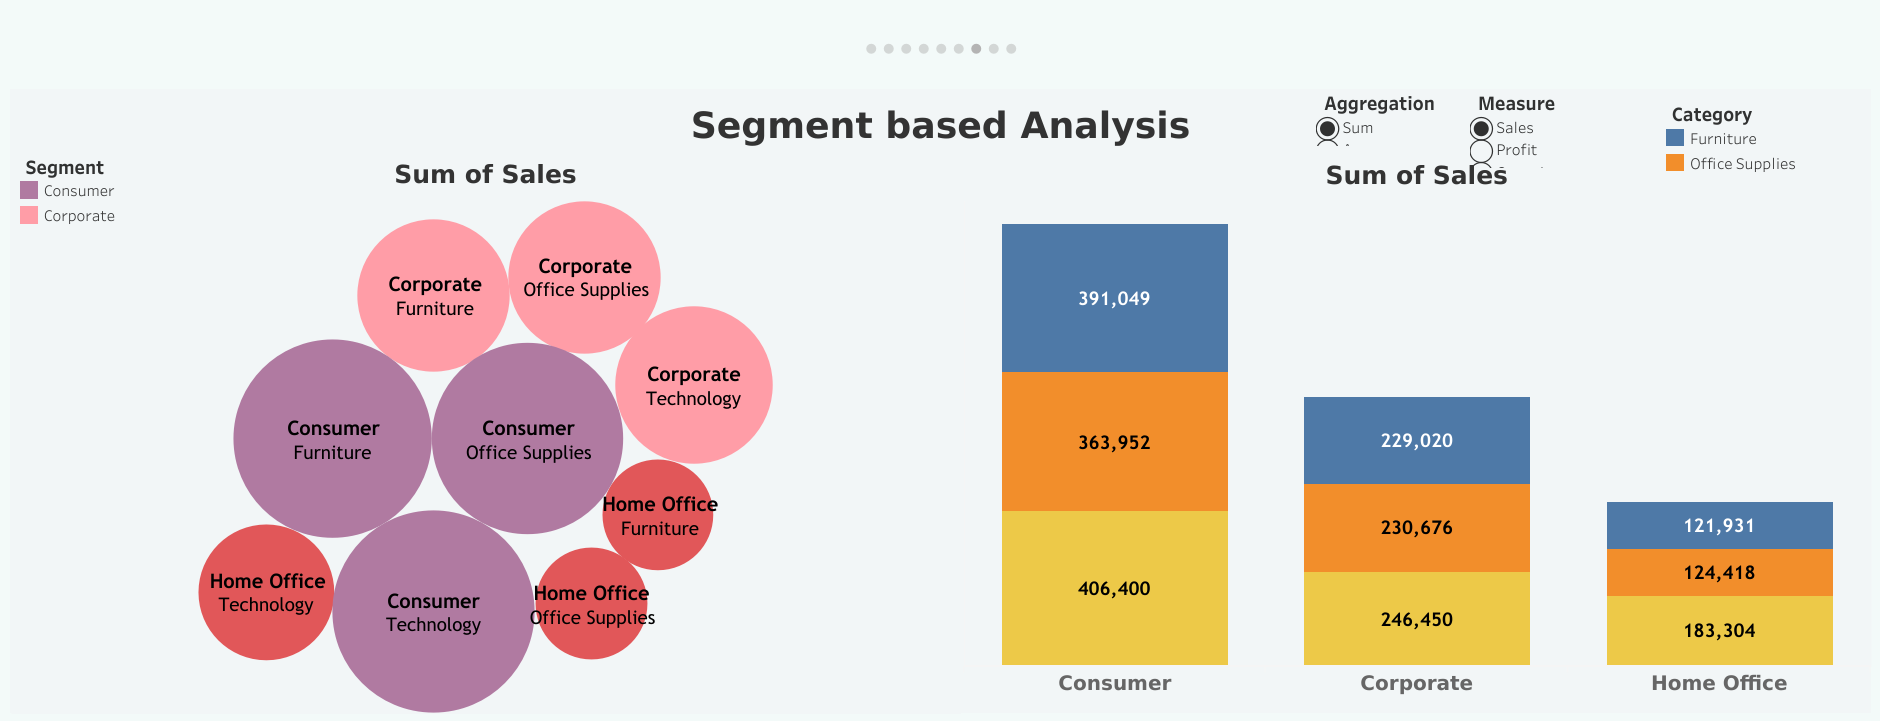 Segment based Analysis
Aggregation
Sum
Measure
Sales
Profit
Category
Furniture
Office Supplies
Segment
Consumer
Corporate
Sum of Sales
Corporate
Furniture
Corporate
Office Supplies
Corporate
Technology
Consumer
Furniture
Consumer
Office Supplies
Home Office
Furniture
Home Office
Technology
Consumer
Technology
Home Office
Office Supplies
Sum of Sales
391,049
363,952
406,400
Consumer
229,020
230,676
246,450
Corporate
121,931
124,418
183,304
Home Office